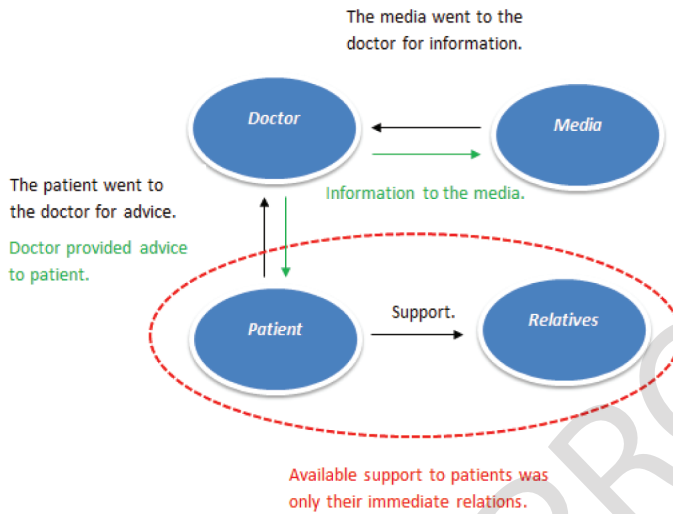 The media went to the
doctor for information.
Doctor
Media
The patient went to
the doctor for advice.
Information to the media.
Doctor provided advice
to patient.
Support.
Patient
Relatives
Available support to patients was
only their immediate relations.